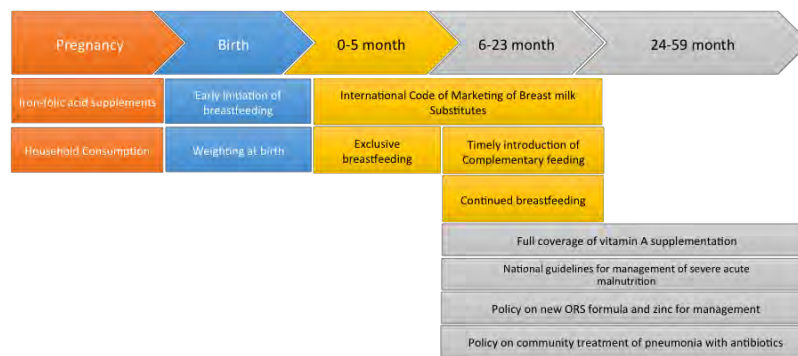 Pregnancy
Birth
0-5 month
6-23 month
24-59 month
Iron-folic acid supplements
Early initiation of
breastfeeding
International Code of Marketing of Breast milk
Substitutes
Household Consumption
Weighting at birth
Exclusive
breastfeeding
Timely introduction of
Complementary feeding
Continued breastfeeding
Full coverage of vitamin A supplementation
National guidelines for management of severe acute
malnutrition
Policy on new ORS formula and zinc for management
Policy on community treatment of pneumonia with antibiotics